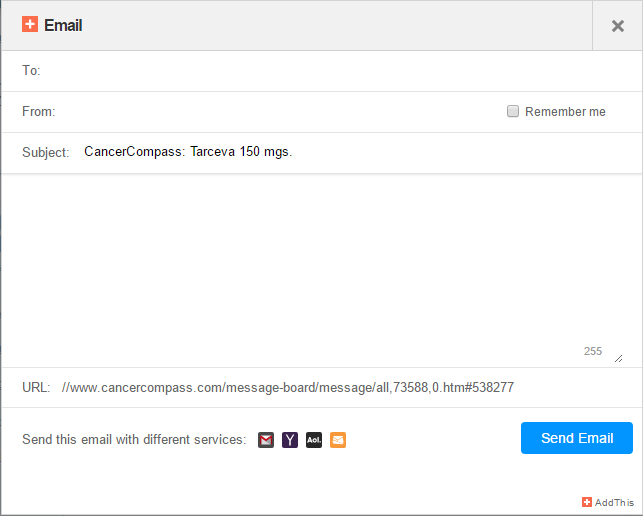 Email
To:
From:
Remember me
Subject: CancerCompass: Tarceva 150 mgs.
255
URL: //www.cancercompass.com/message-board/message/all,73588,0.htm#538277
Send this email with different services: Y Aol.
Send Email
AddThis